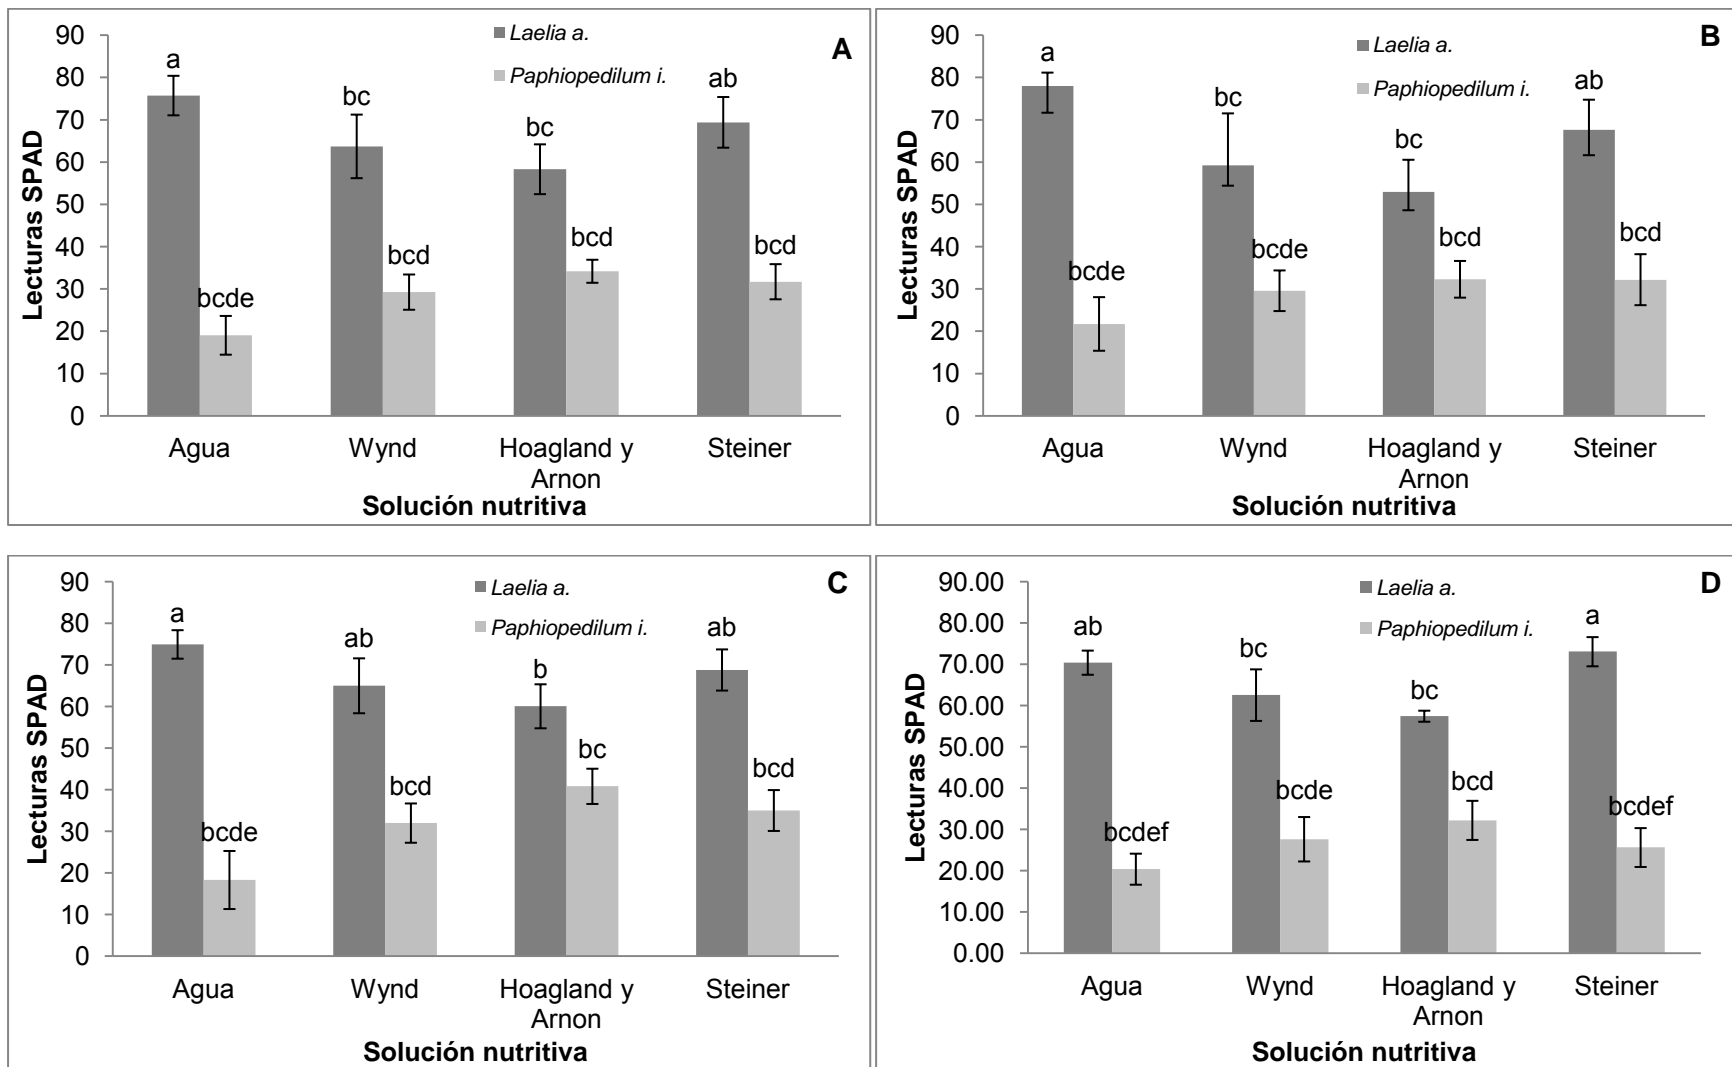 A
Laelia a.
Paphiopedilum i.
Lecturas SPAD
90
80
70
60
50
40
30
20
10
0
a
bc
bc
ab
bcde
bcd
bcd
bcd
Agua
Wynd
Hoagland y
Arnon
Steiner
Solución nutritiva
B
Laelia a.
Paphiopedilum i.
Lecturas SPAD
90
80
70
60
50
40
30
20
10
0
a
bc
bc
ab
bcde
bcde
bcd
bcd
Agua
Wynd
Hoagland y
Arnon
Steiner
Solución nutritiva
C
Laelia a.
Paphiopedilum i.
Lecturas SPAD
90
80
70
60
50
40
30
20
10
0
a
ab
b
ab
bcde
bcd
bc
bcd
Agua
Wynd
Hoagland y
Arnon
Steiner
Solución nutritiva
D
Laelia a.
Paphiopedilum i.
Lecturas SPAD
90.00
80.00
70.00
60.00
50.00
40.00
30.00
20.00
10.00
0.00
ab
bc
bc
a
bcdef
bcde
bcd
bcdef
Agua
Wynd
Hoagland y
Arnon
Steiner
Solución nutritiva